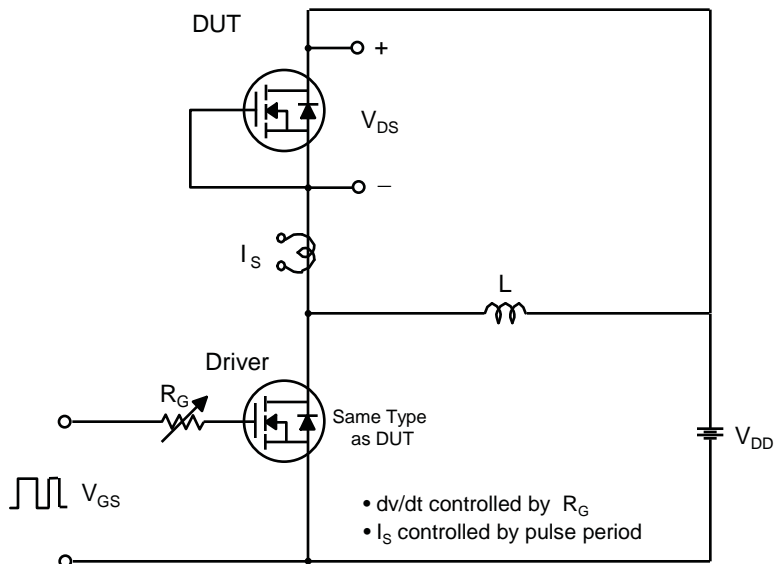 DUT
+
V_DS
−
I_S
L
Driver
R_G
Same Type
as DUT
V_DD
V_GS
• dv/dt controlled by R_G
• I_S controlled by pulse period